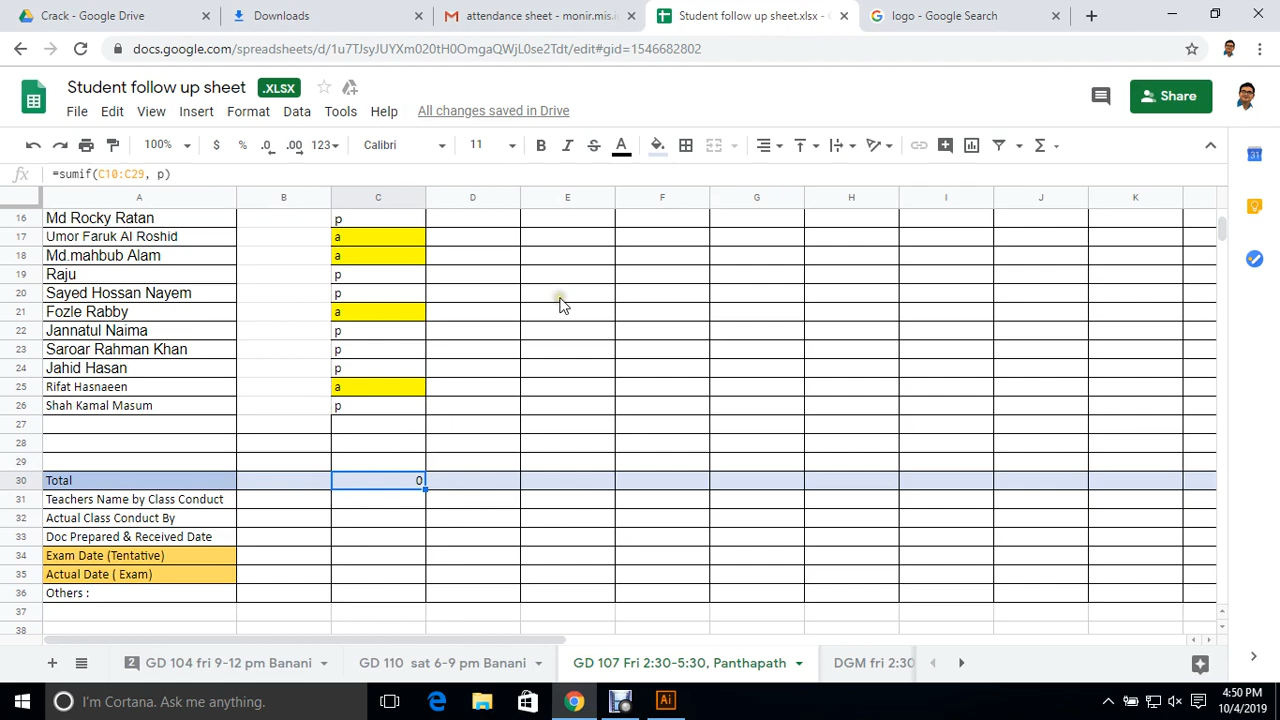 Crack - Google Drive
Downloads
attendance sheet - monir.mis.i
Student follow up sheet.xlsx - G
logo - Google Search
docs.google.com/spreadsheets/d/1u7TJsyJUYXm020tH0OmgaQWjL0se2Tdt/edit#gid=1546682802
Student follow up sheet
.XLSX
File Edit View Insert Format Data Tools Help All changes saved in Drive
Share
100% $ % .0 .00 123 Calibri 11 B I S A
fx =sumif(C10:C29, p)
A B C D E F G H I J K
16 Md Rocky Ratan p
17 Umor Faruk Al Roshid a
18 Md.mahbub Alam a
19 Raju p
20 Sayed Hossan Nayem p
21 Fozle Rabby a
22 Jannatul Naima p
23 Saroar Rahman Khan p
24 Jahid Hasan p
25 Rifat Hasnaeen a
26 Shah Kamal Masum p
27
28
29
30 Total 0
31 Teachers Name by Class Conduct
32 Actual Class Conduct By
33 Doc Prepared & Received Date
34 Exam Date (Tentative)
35 Actual Date ( Exam)
36 Others :
37
38
2 GD 104 fri 9-12 pm Banani
GD 110 sat 6-9 pm Banani
GD 107 Fri 2:30-5:30, Panthapath
DGM fri 2:30
31
I'm Cortana. Ask me anything.
Ai
4:50 PM
10/4/2019